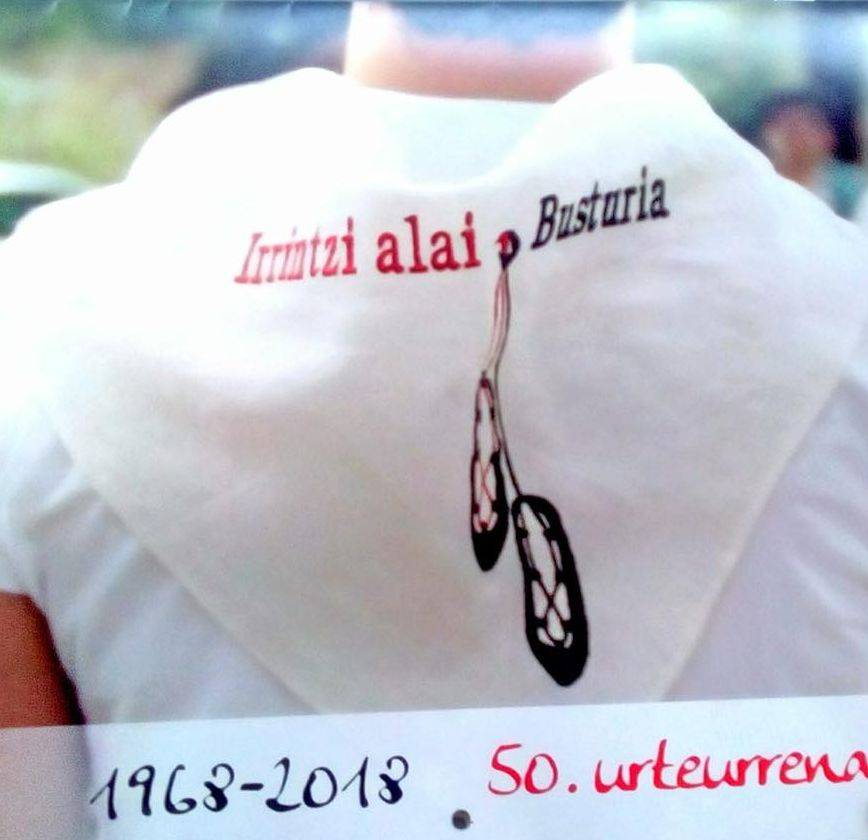 Irrintzi alai Busturia
1968-2018 . 50. urteurrena